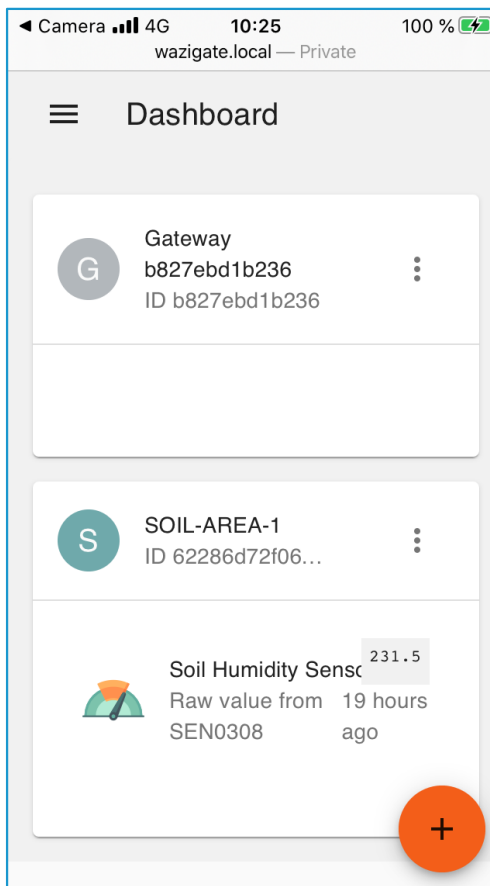 ◀ Camera 4G 10:25 100 %
wazigate.local — Private
Dashboard
G
Gateway
b827ebd1b236
ID b827ebd1b236
S
SOIL-AREA-1
ID 62286d72f06...
231.5
Soil Humidity Senso
Raw value from 19 hours
SEN0308 ago
+